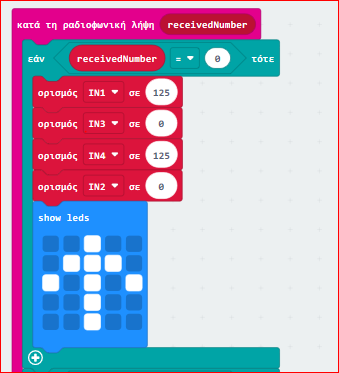 κατά τη ραδιοφωνική λήψη receivedNumber
εάν receivedNumber = 0 τότε
ορισμός IN1 σε 125
ορισμός IN3 σε 0
ορισμός IN4 σε 125
ορισμός IN2 σε 0
show leds